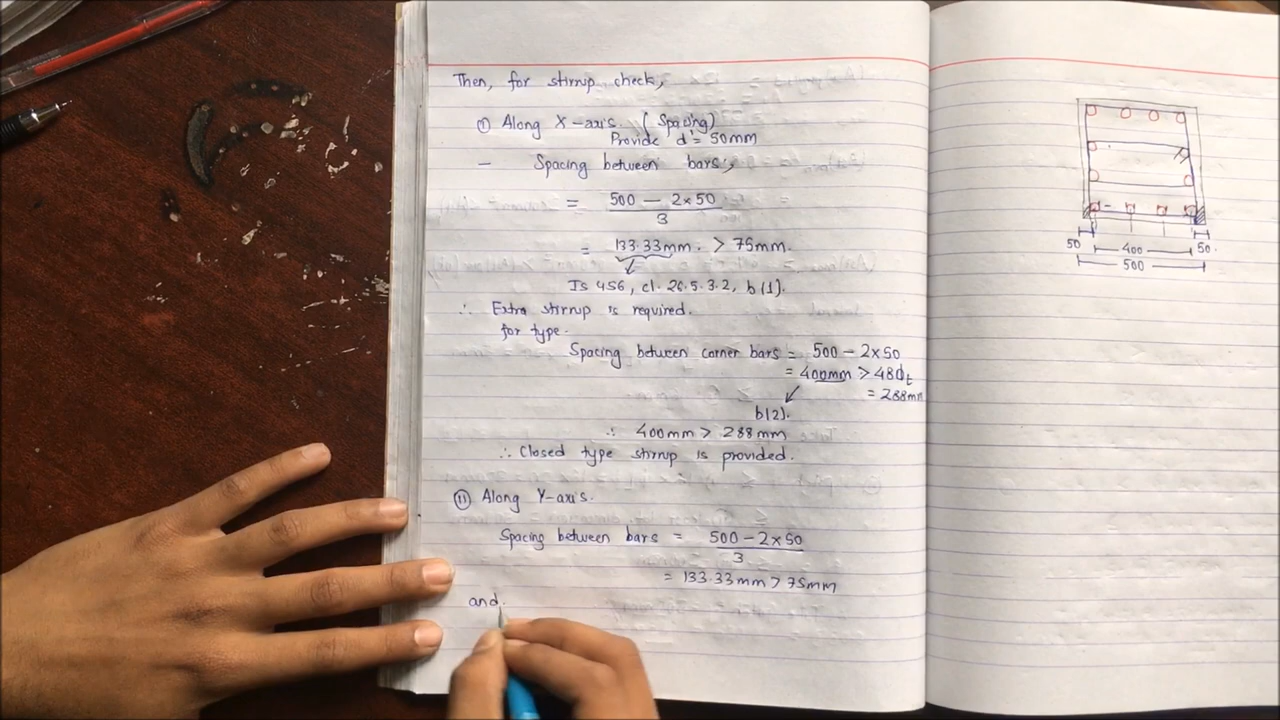 Then, for stirrup check,
① Along X-axis. (Spacing)
Provide d' = 50mm
— Spacing between bars,
= 500 — 2×50
3
= 133.33mm. > 75mm.
Is 456, cl. 26.5.3.2, b(1).
∴ Extra stirrup is required.
for type.
Spacing between corner bars = 500 – 2×50
= 400mm > 48ϕt
= 288mm
b(2).
∴ 400mm > 288mm
∴ Closed type stirrup is provided.
⑪ Along Y-axis.
Spacing between bars = 500 – 2×50
3
= 133.33mm > 75mm
and.
50 400 50.
500